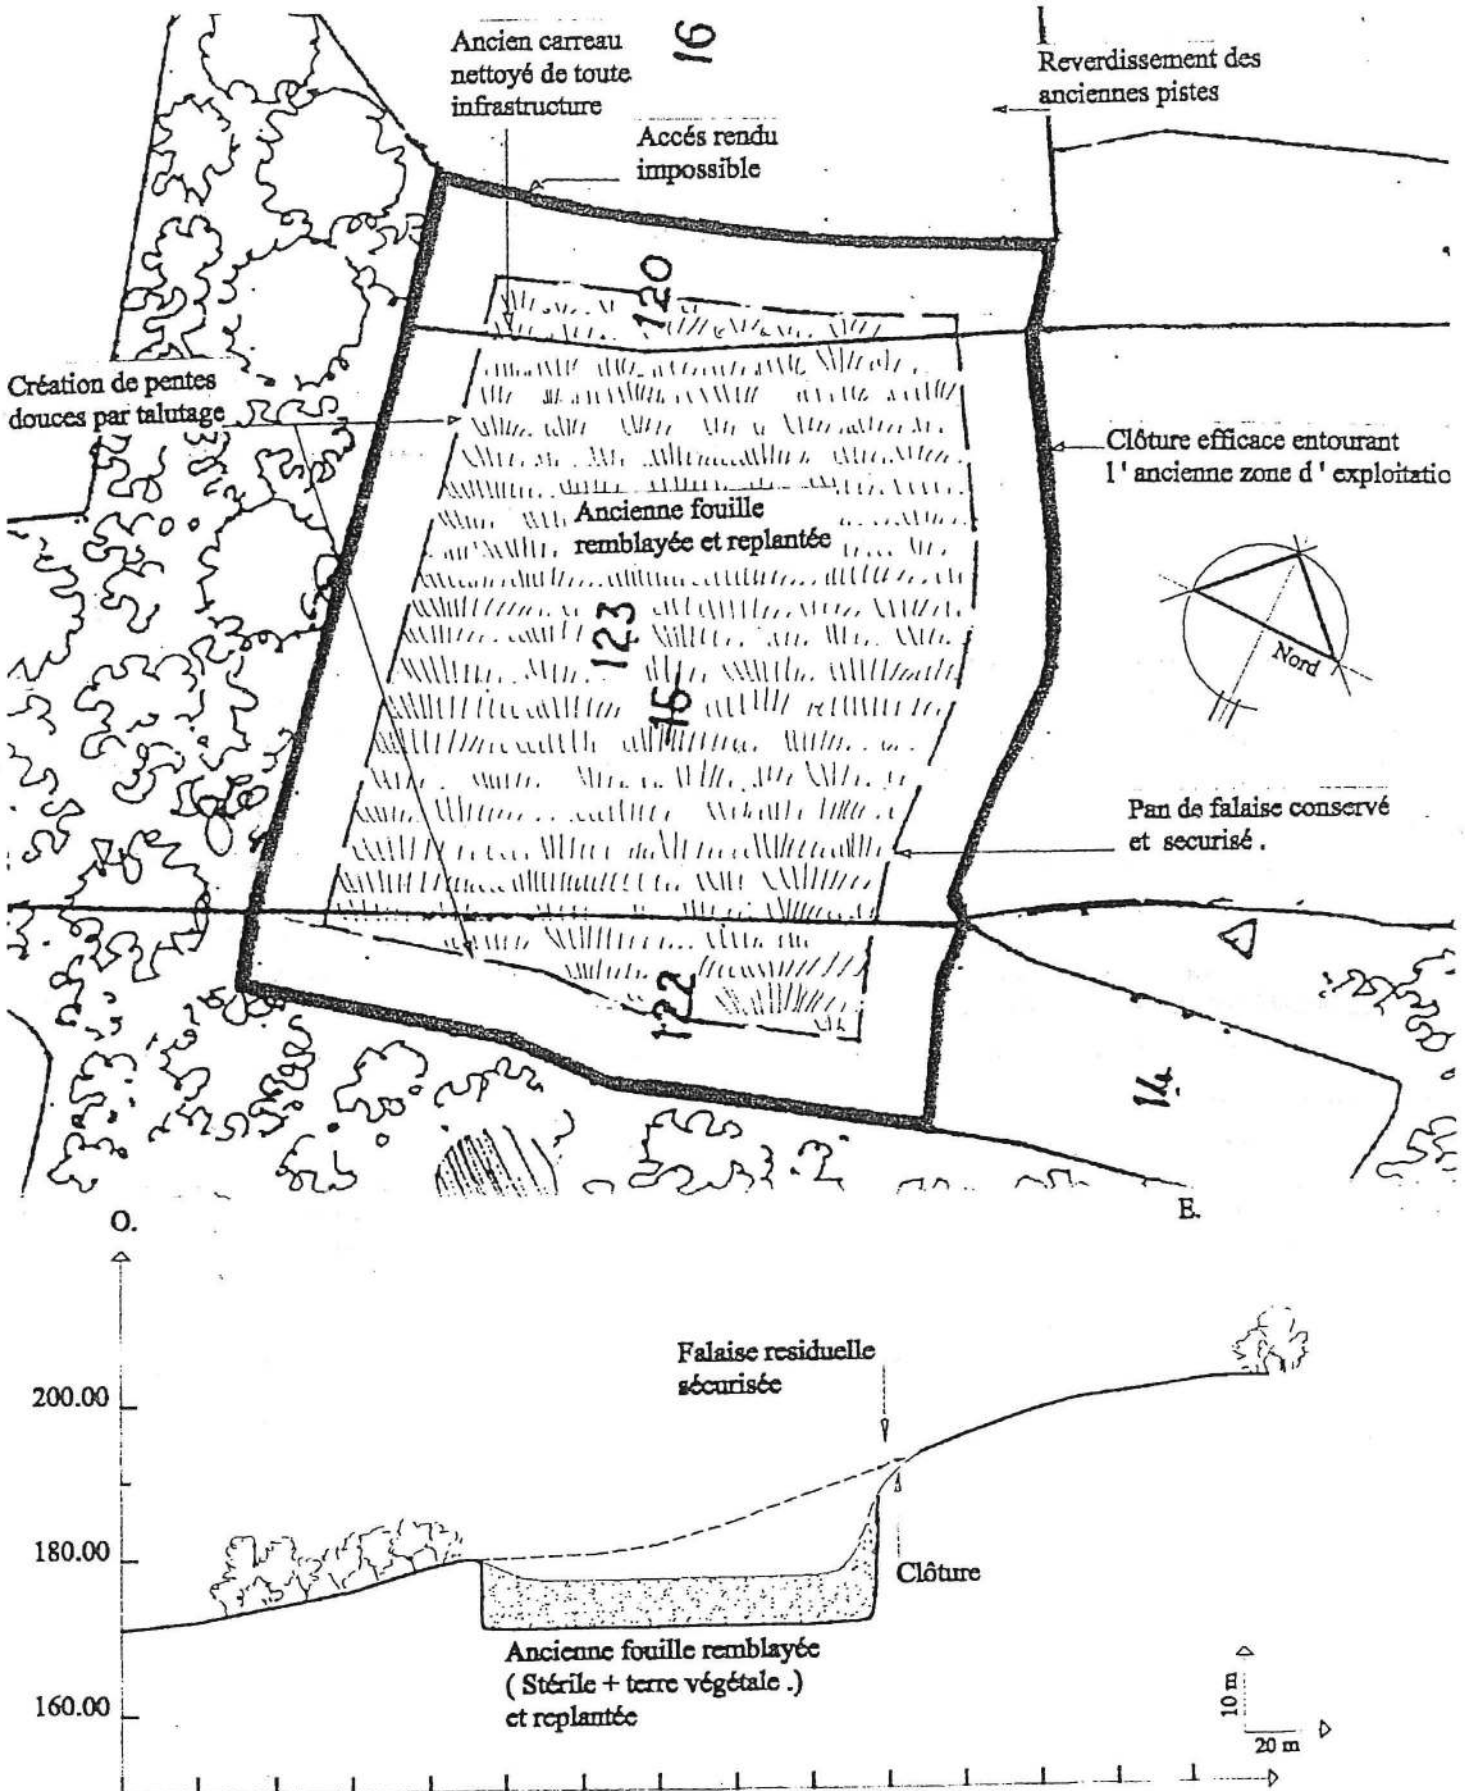 Ancien carreau
nettoyé de toute
infrastructure
16
Reverdissement des
anciennes pistes
Accés rendu
impossible
120
Création de pentes
douces par talutage
Clôture efficace entourant
l ' ancienne zone d ' exploitatio
Ancienne fouille
remblayée et replantée
123
15
Nord
Pan de falaise conservé
et securisé .
122
14
O.
E.
Falaise residuelle
sécurisée
200.00
180.00
Clôture
Ancienne fouille remblayée
( Stérile + terre végétale .)
et replantée
160.00
10 m
20 m